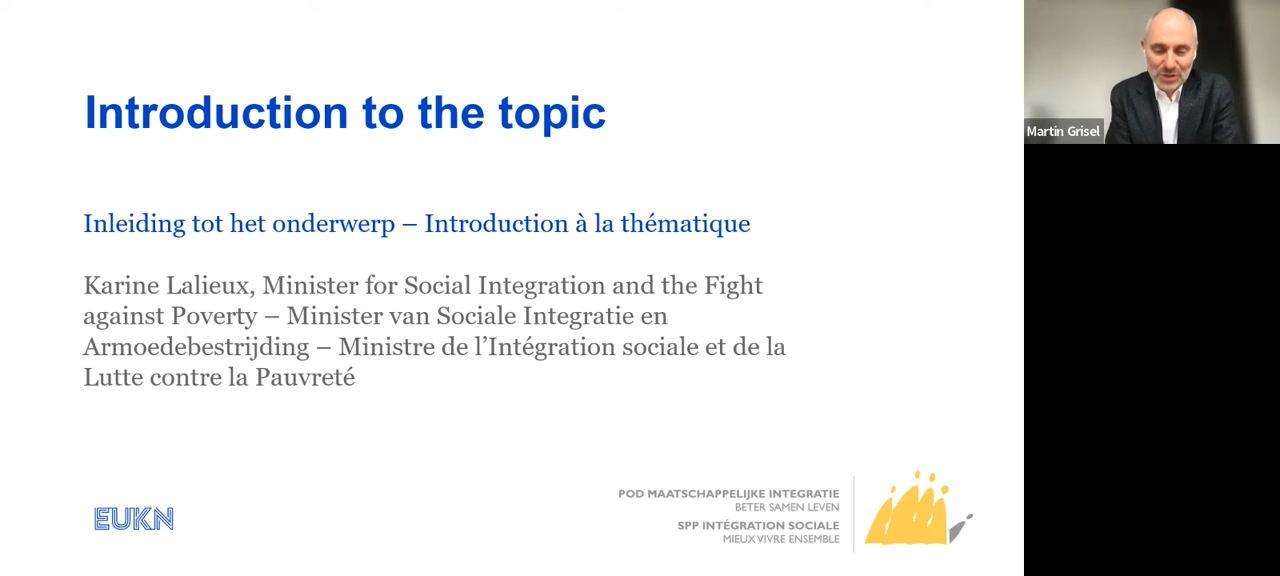 Introduction to the topic
Inleiding tot het onderwerp – Introduction à la thématique
Karine Lalieux, Minister for Social Integration and the Fight
against Poverty – Minister van Sociale Integratie en
Armoedebestrijding – Ministre de l’Intégration sociale et de la
Lutte contre la Pauvreté
EUKN
POD MAATSCHAPPELIJKE INTEGRATIE
BETER SAMEN LEVEN
SPP INTÉGRATION SOCIALE
MIEUX VIVRE ENSEMBLE
Martin Grisel